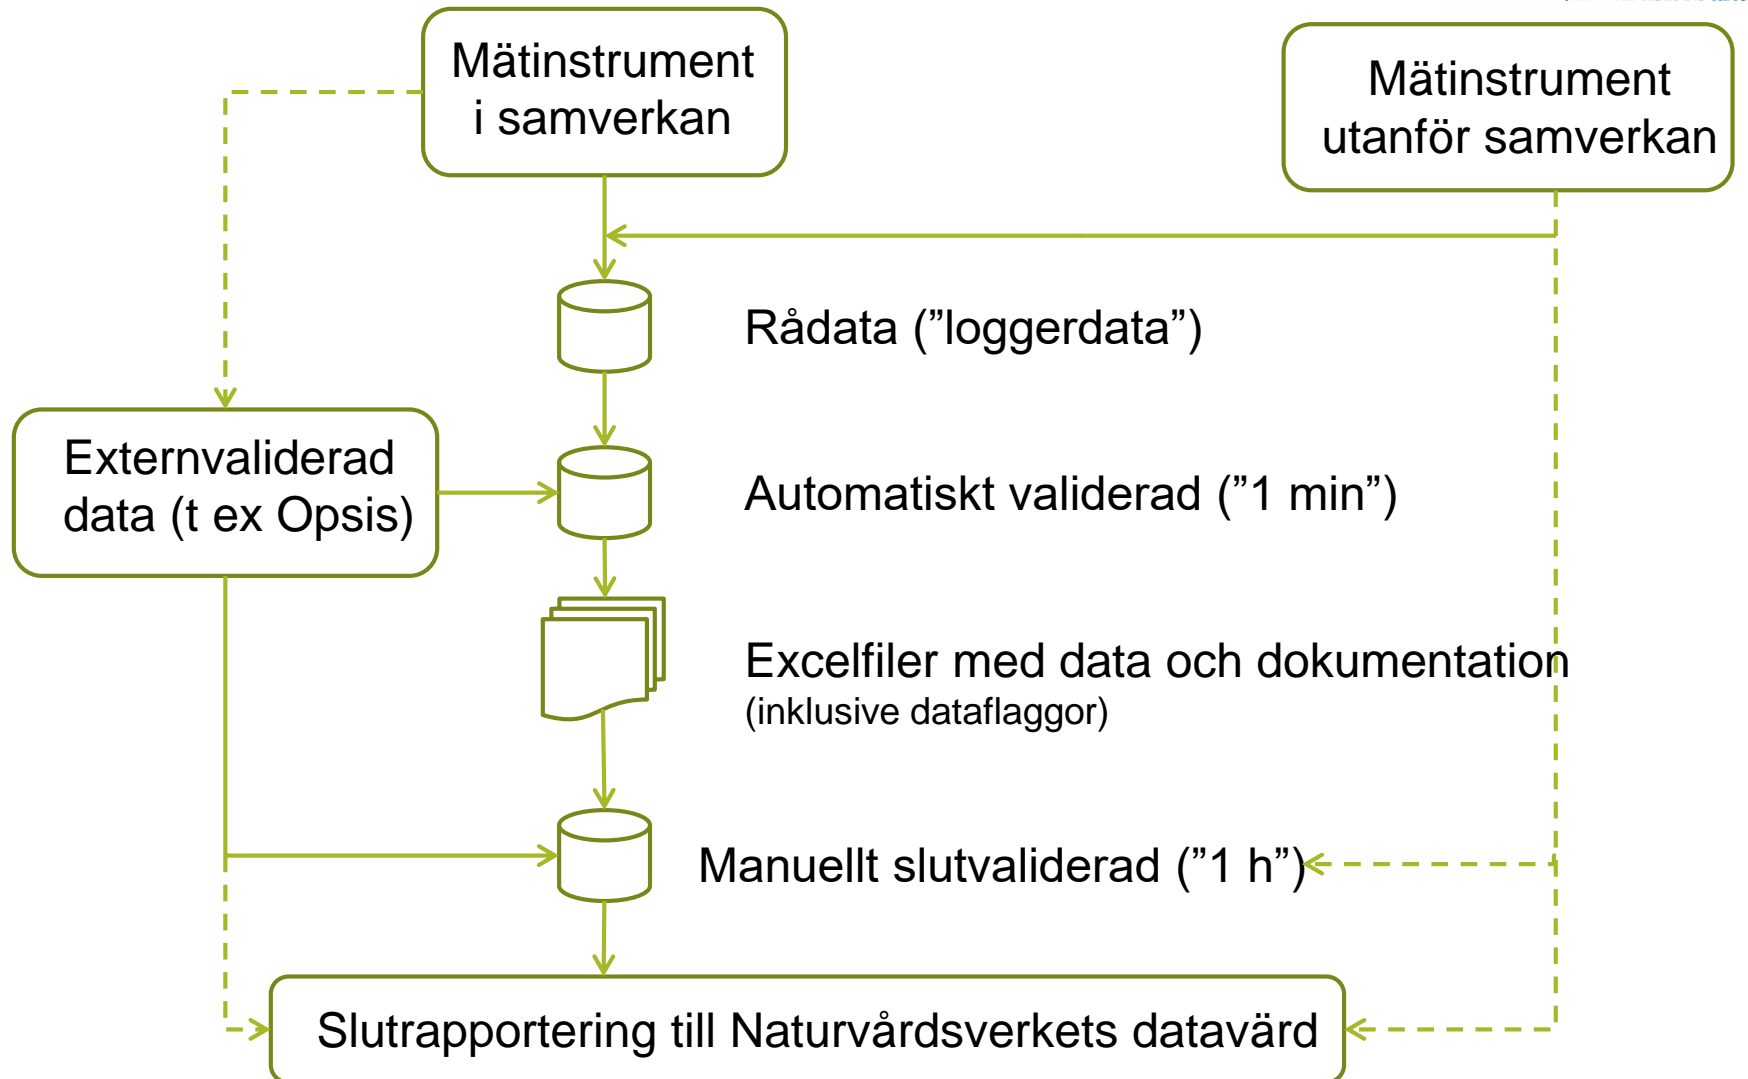 Mätinstrument
i samverkan
Mätinstrument
utanför samverkan
Rådata (”loggerdata”)
Externvaliderad
data (t ex Opsis)
Automatiskt validerad (”1 min”)
Excelfiler med data och dokumentation
(inklusive dataflaggor)
Manuellt slutvaliderad (”1 h”)
Slutrapportering till Naturvårdsverkets datavärd